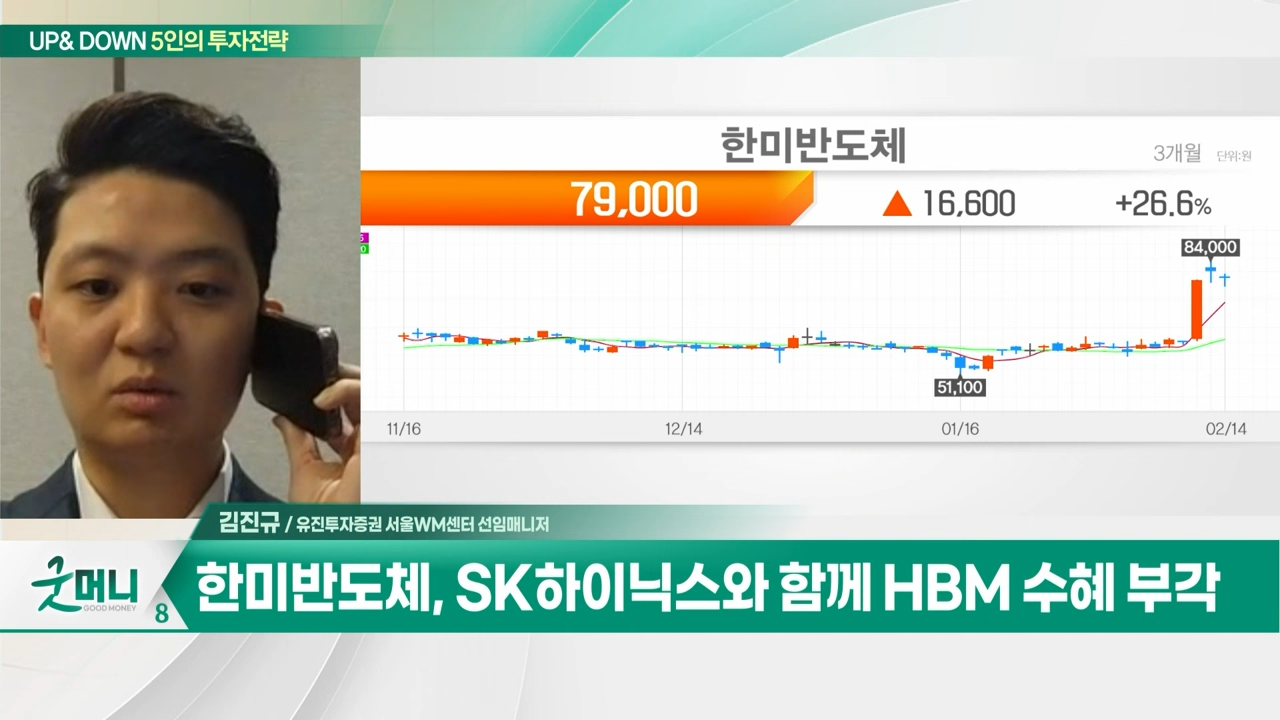 UP& DOWN 5인의 투자전략
한미반도체
3개월 단위:원
79,000 ▲ 16,600 +26.6%
84,000
51,100
11/16 12/14 01/16 02/14
김진규 / 유진투자증권 서울WM센터 선임매니저
굿머니
GOOD MONEY
8
한미반도체, SK하이닉스와 함께 HBM 수혜 부각